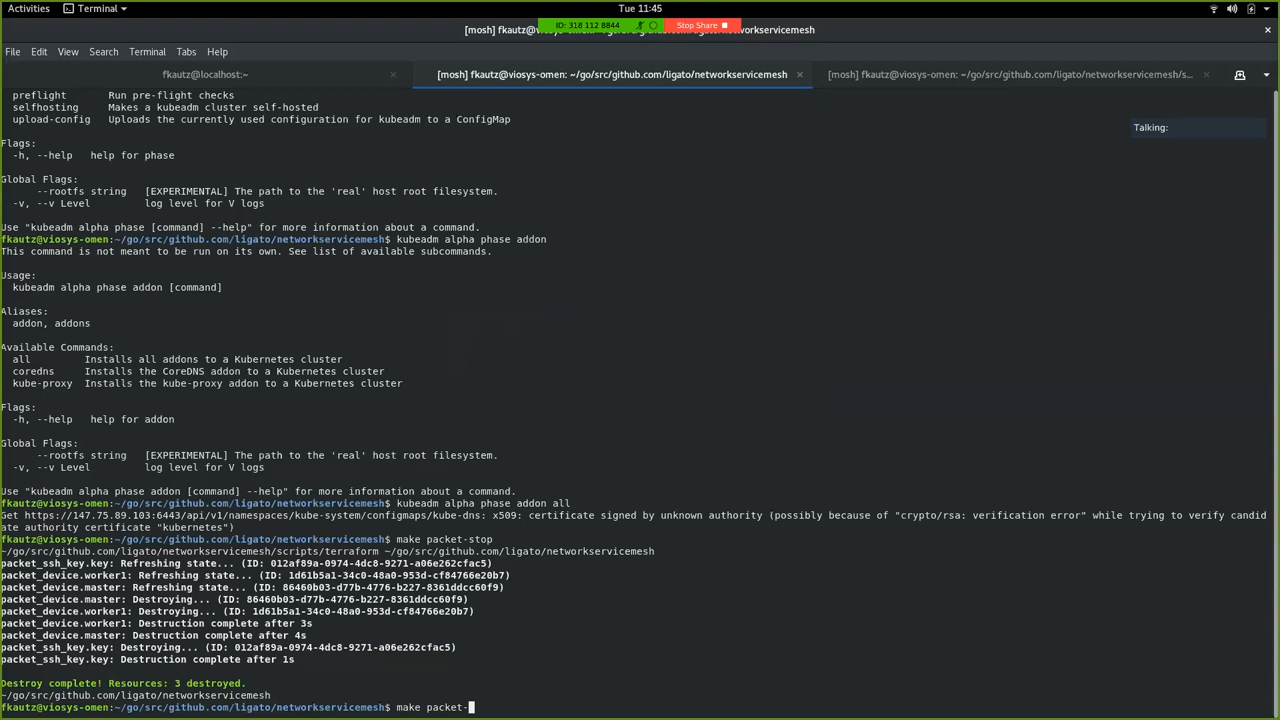 Activities Terminal Tue 11:45
ID: 318 112 8844 Stop Share
[mosh] fkautz@viosys-omen: networkservicemesh
File Edit View Search Terminal Tabs Help
fkautz@localhost:~ × [mosh] fkautz@viosys-omen: ~/go/src/github.com/ligato/networkservicemesh × [mosh] fkautz@viosys-omen: ~/go/src/github.com/ligato/networkservicemesh/s... ×
Talking:
preflight Run pre-flight checks
selfhosting Makes a kubeadm cluster self-hosted
upload-config Uploads the currently used configuration for kubeadm to a ConfigMap
Flags:
-h, --help help for phase
Global Flags:
--rootfs string [EXPERIMENTAL] The path to the 'real' host root filesystem.
-v, --v Level log level for V logs
Use "kubeadm alpha phase [command] --help" for more information about a command.
fkautz@viosys-omen:~/go/src/github.com/ligato/networkservicemesh$ kubeadm alpha phase addon
This command is not meant to be run on its own. See list of available subcommands.
Usage:
kubeadm alpha phase addon [command]
Aliases:
addon, addons
Available Commands:
all Installs all addons to a Kubernetes cluster
coredns Installs the CoreDNS addon to a Kubernetes cluster
kube-proxy Installs the kube-proxy addon to a Kubernetes cluster
Flags:
-h, --help help for addon
Global Flags:
--rootfs string [EXPERIMENTAL] The path to the 'real' host root filesystem.
-v, --v Level log level for V logs
Use "kubeadm alpha phase addon [command] --help" for more information about a command.
fkautz@viosys-omen:~/go/src/github.com/ligato/networkservicemesh$ kubeadm alpha phase addon all
Get https://147.75.89.103:6443/api/v1/namespaces/kube-system/configmaps/kube-dns: x509: certificate signed by unknown authority (possibly because of "crypto/rsa: verification error" while trying to verify candid
ate authority certificate "kubernetes")
fkautz@viosys-omen:~/go/src/github.com/ligato/networkservicemesh$ make packet-stop
~/go/src/github.com/ligato/networkservicemesh/scripts/terraform ~/go/src/github.com/ligato/networkservicemesh
packet_ssh_key.key: Refreshing state... (ID: 012af89a-0974-4dc8-9271-a06e262cfac5)
packet_device.worker1: Refreshing state... (ID: 1d61b5a1-34c0-48a0-953d-cf84766e20b7)
packet_device.master: Refreshing state... (ID: 86460b03-d77b-4776-b227-8361ddcc60f9)
packet_device.master: Destroying... (ID: 86460b03-d77b-4776-b227-8361ddcc60f9)
packet_device.worker1: Destroying... (ID: 1d61b5a1-34c0-48a0-953d-cf84766e20b7)
packet_device.worker1: Destruction complete after 3s
packet_device.master: Destruction complete after 4s
packet_ssh_key.key: Destroying... (ID: 012af89a-0974-4dc8-9271-a06e262cfac5)
packet_ssh_key.key: Destruction complete after 1s
Destroy complete! Resources: 3 destroyed.
~/go/src/github.com/ligato/networkservicemesh
fkautz@viosys-omen:~/go/src/github.com/ligato/networkservicemesh$ make packet-